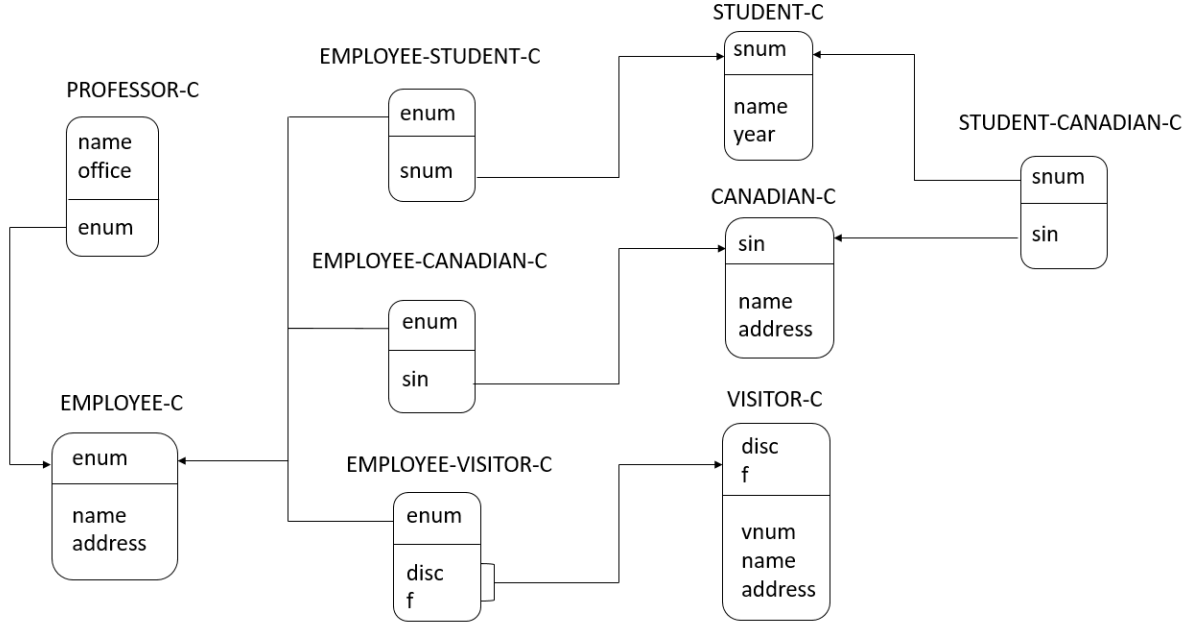 STUDENT-C
snum
name
year
EMPLOYEE-STUDENT-C
enum
snum
PROFESSOR-C
name
office
enum
STUDENT-CANADIAN-C
snum
sin
CANADIAN-C
sin
name
address
EMPLOYEE-CANADIAN-C
enum
sin
EMPLOYEE-C
enum
name
address
VISITOR-C
disc
f
vnum
name
address
EMPLOYEE-VISITOR-C
enum
disc
f